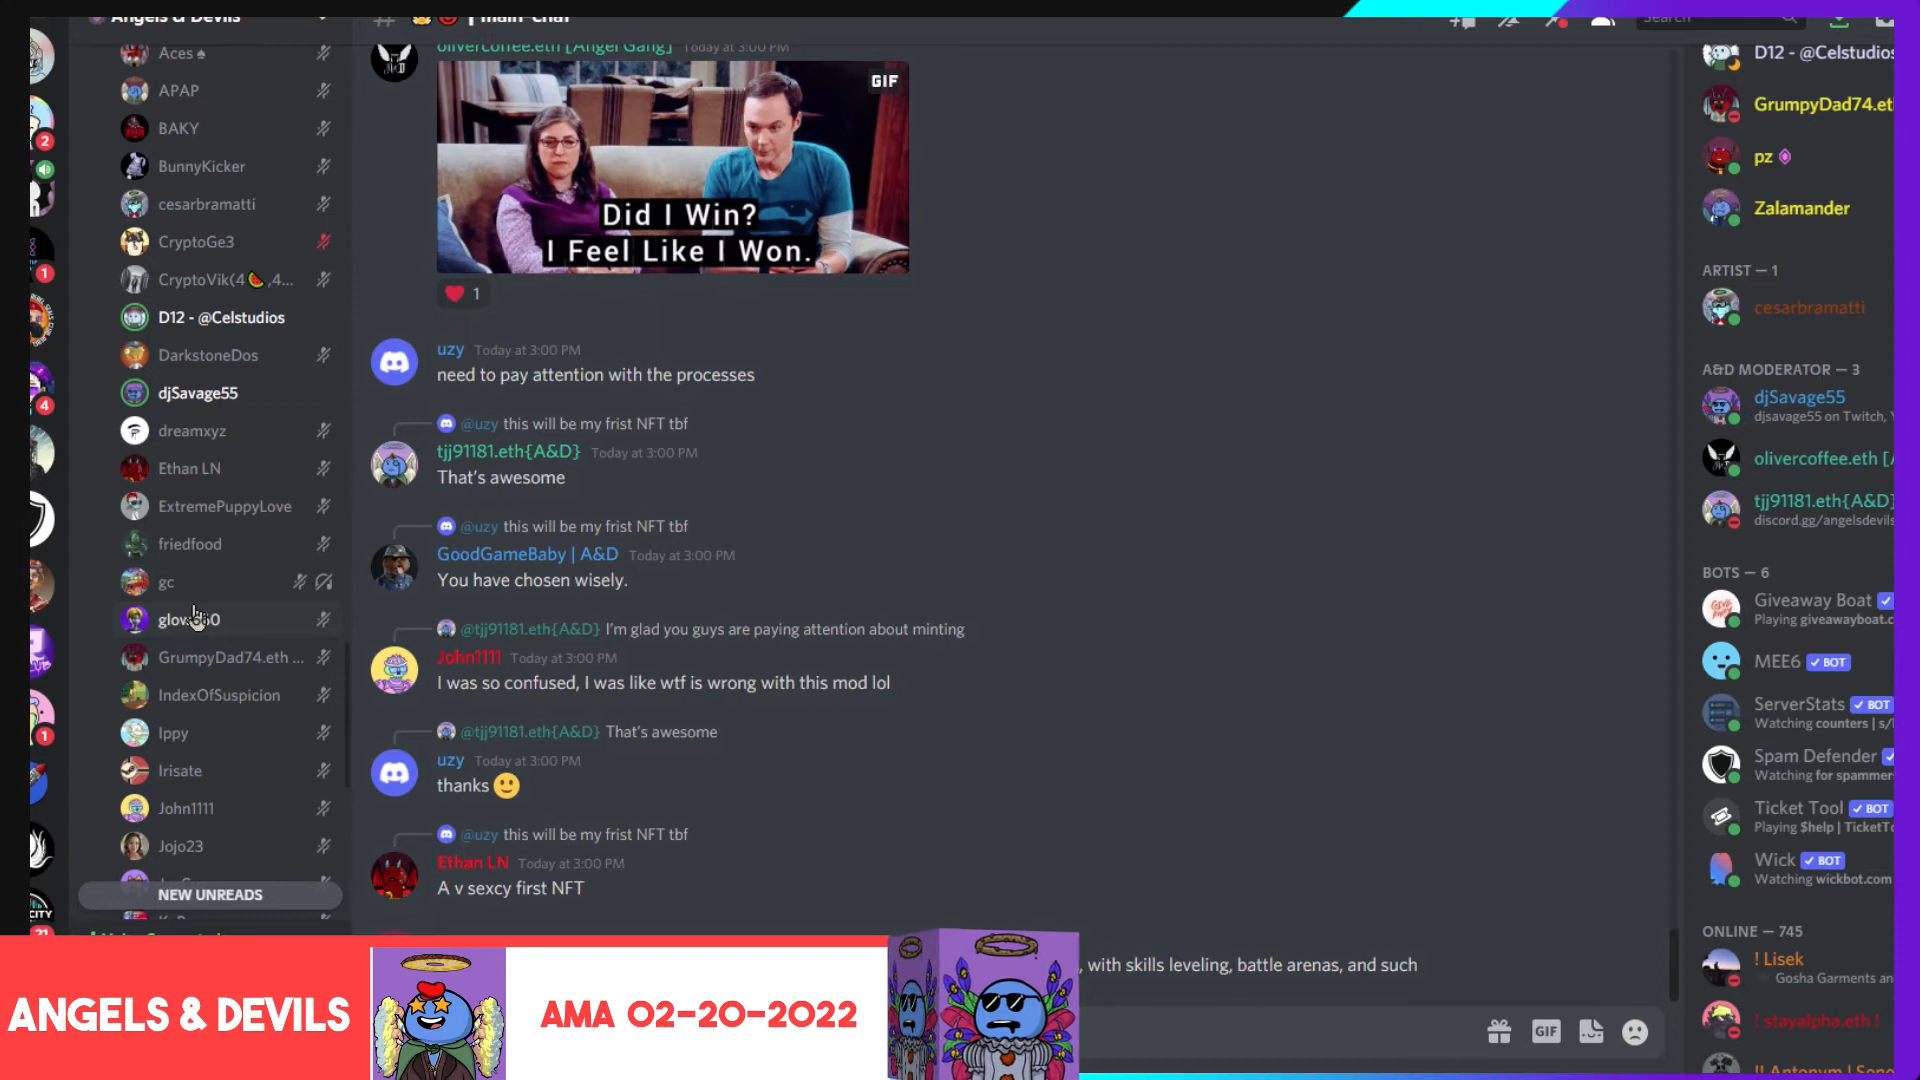 Angels & Devils
main-chat
Search
2
1
4
1
21
CITY
Aces ♠
APAP
BAKY
BunnyKicker
cesarbramatti
CryptoGe3
CryptoVik(4🍉,4...
D12 - @Celstudios
DarkstoneDos
djSavage55
dreamxyz
Ethan LN
ExtremePuppyLove
friedfood
gc
GrumpyDad74.eth ...
IndexOfSuspicion
Ippy
Irisate
John1111
Jojo23
NEW UNREADS
olivercoffee.eth [Angel Gang] Today at 3:00 PM
GIF
Did I Win?
I Feel Like I Won.
❤️ 1
uzy Today at 3:00 PM
need to pay attention with the processes
@uzy this will be my frist NFT tbf
tjj91181.eth{A&D} Today at 3:00 PM
That's awesome
@uzy this will be my frist NFT tbf
GoodGameBaby | A&D Today at 3:00 PM
You have chosen wisely.
@tjj91181.eth{A&D} I'm glad you guys are paying attention about minting
John1111 Today at 3:00 PM
I was so confused, I was like wtf is wrong with this mod lol
@tjj91181.eth{A&D} That's awesome
uzy Today at 3:00 PM
thanks 🙂
@uzy this will be my frist NFT tbf
Ethan LN Today at 3:00 PM
A v sexcy first NFT
, with skills leveling, battle arenas, and such
GIF
D12 - @Celstudios
GrumpyDad74.et
pz
Zalamander
ARTIST — 1
cesarbramatti
A&D MODERATOR — 3
djSavage55
djsavage55 on Twitch, Y
olivercoffee.eth [
tjj91181.eth{A&D}
discord.gg/angelsdevils
BOTS — 6
Giveaway Boat
Playing giveawayboat.c
MEE6 ✓ BOT
ServerStats ✓ BOT
Watching counters | s/
Spam Defender
Watching for spammer
Ticket Tool ✓ BOT
Playing $help | TicketTo
Wick ✓ BOT
Watching wickbot.com
ONLINE — 745
! Lisek
Gosha Garments an
! stayalpha.eth !
ANGELS & DEVILS
AMA 02-20-2022